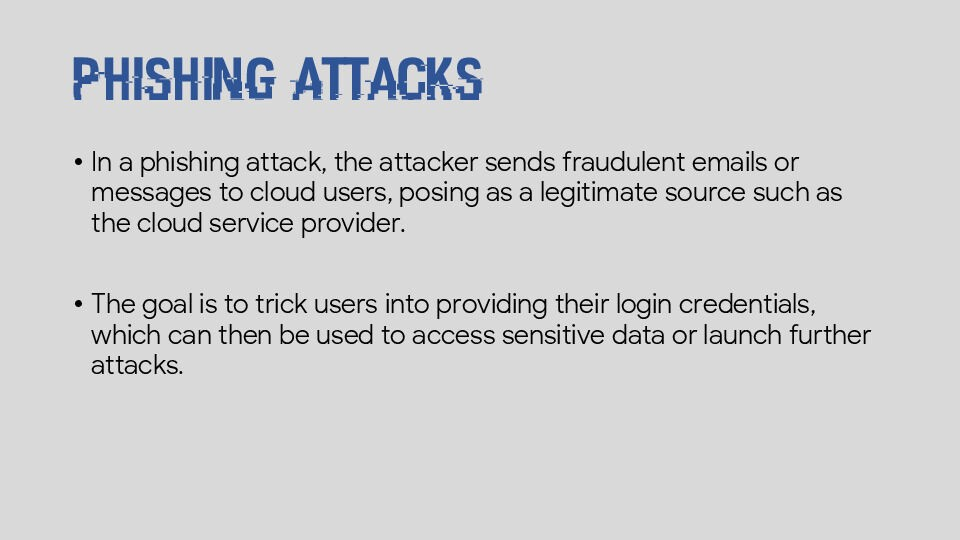 PHISHING ATTACKS
• In a phishing attack, the attacker sends fraudulent emails or
messages to cloud users, posing as a legitimate source such as
the cloud service provider.
• The goal is to trick users into providing their login credentials,
which can then be used to access sensitive data or launch further
attacks.